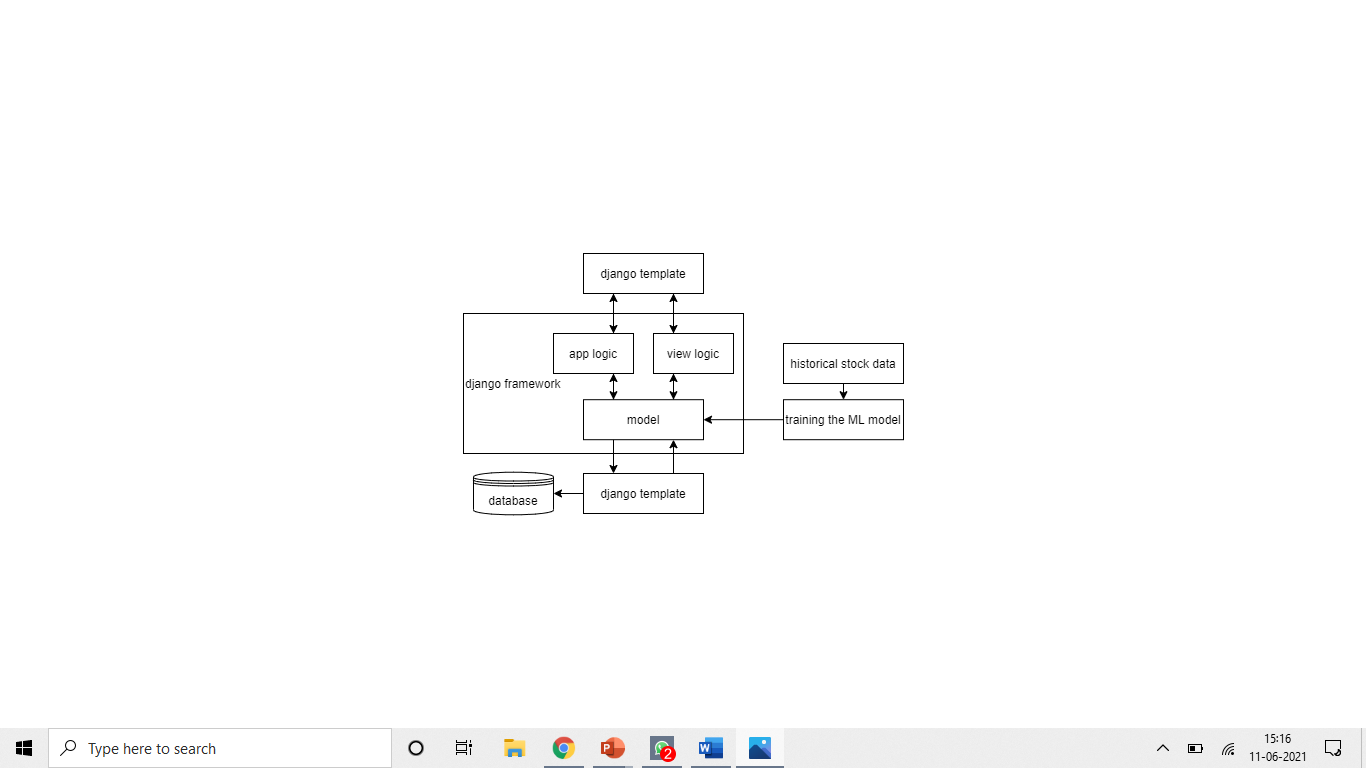 django template
app logic
view logic
historical stock data
django framework
model
training the ML model
database
django template
Type here to search
P
2
W
15:16
11-06-2021